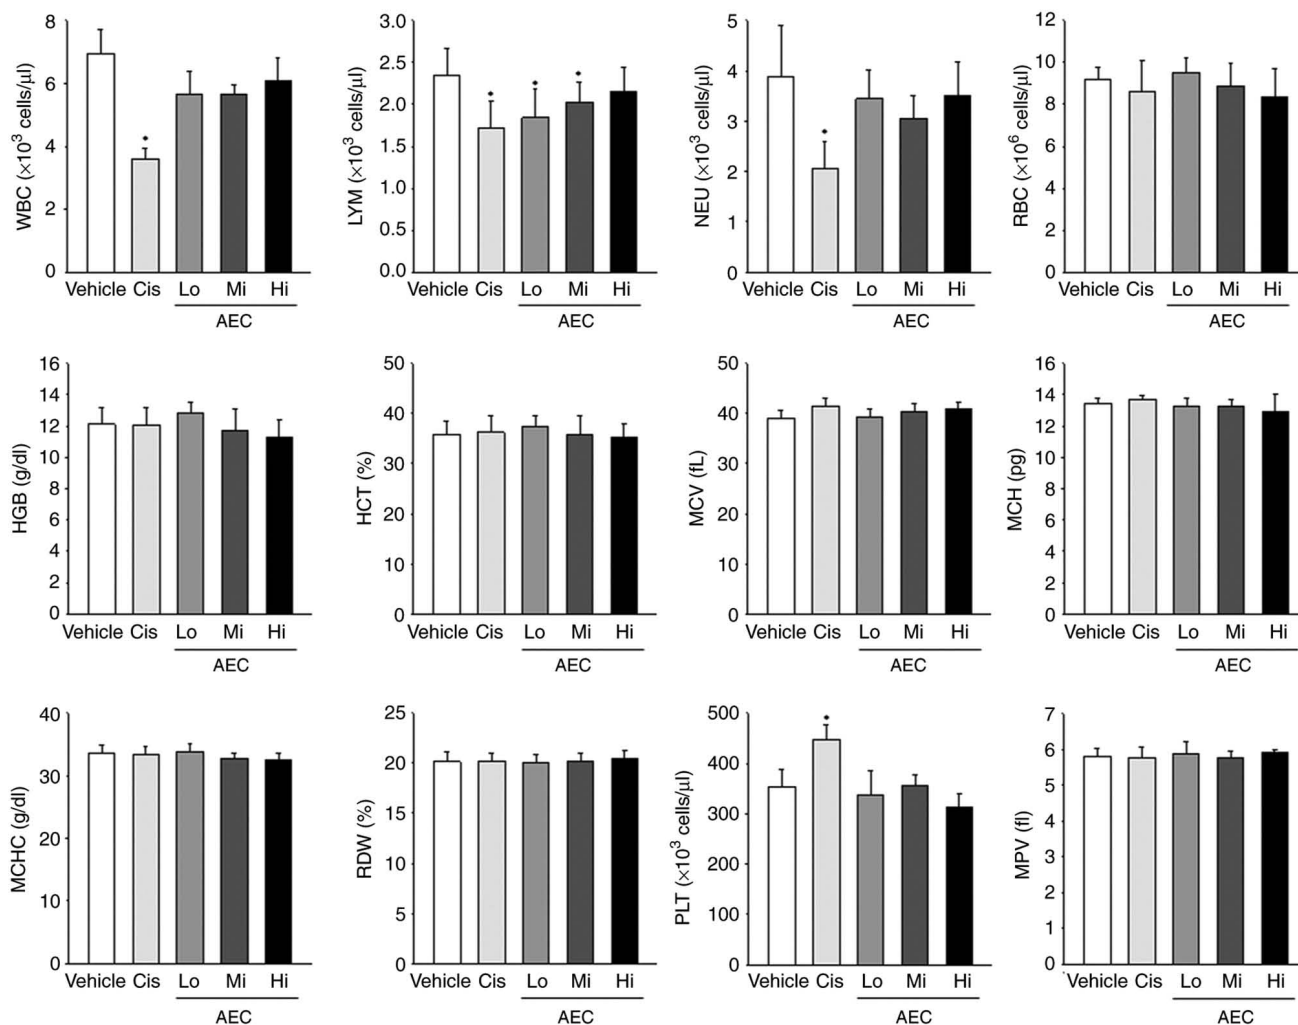 WBC (×10³ cells/µl)
8
6
4
2
0
*
Vehicle Cis Lo Mi Hi
AEC
LYM (×10³ cells/µl)
3.0
2.5
2.0
1.5
1.0
0.5
0.0
* * *
Vehicle Cis Lo Mi Hi
AEC
NEU (×10³ cells/µl)
5
4
3
2
1
0
*
Vehicle Cis Lo Mi Hi
AEC
RBC (×10⁶ cells/µl)
12
10
8
6
4
2
0
Vehicle Cis Lo Mi Hi
AEC
HGB (g/dl)
16
14
12
10
8
6
4
2
0
Vehicle Cis Lo Mi Hi
AEC
HCT (%)
50
40
30
20
10
0
Vehicle Cis Lo Mi Hi
AEC
MCV (fL)
50
40
30
20
10
0
Vehicle Cis Lo Mi Hi
AEC
MCH (pg)
16
14
12
10
8
6
4
2
0
Vehicle Cis Lo Mi Hi
AEC
MCHC (g/dl)
40
30
20
10
0
Vehicle Cis Lo Mi Hi
AEC
RDW (%)
25
20
15
10
5
0
Vehicle Cis Lo Mi Hi
AEC
PLT (×10³ cells/µl)
500
400
300
200
100
0
*
Vehicle Cis Lo Mi Hi
AEC
MPV (fl)
7
6
5
4
3
2
1
0
Vehicle Cis Lo Mi Hi
AEC